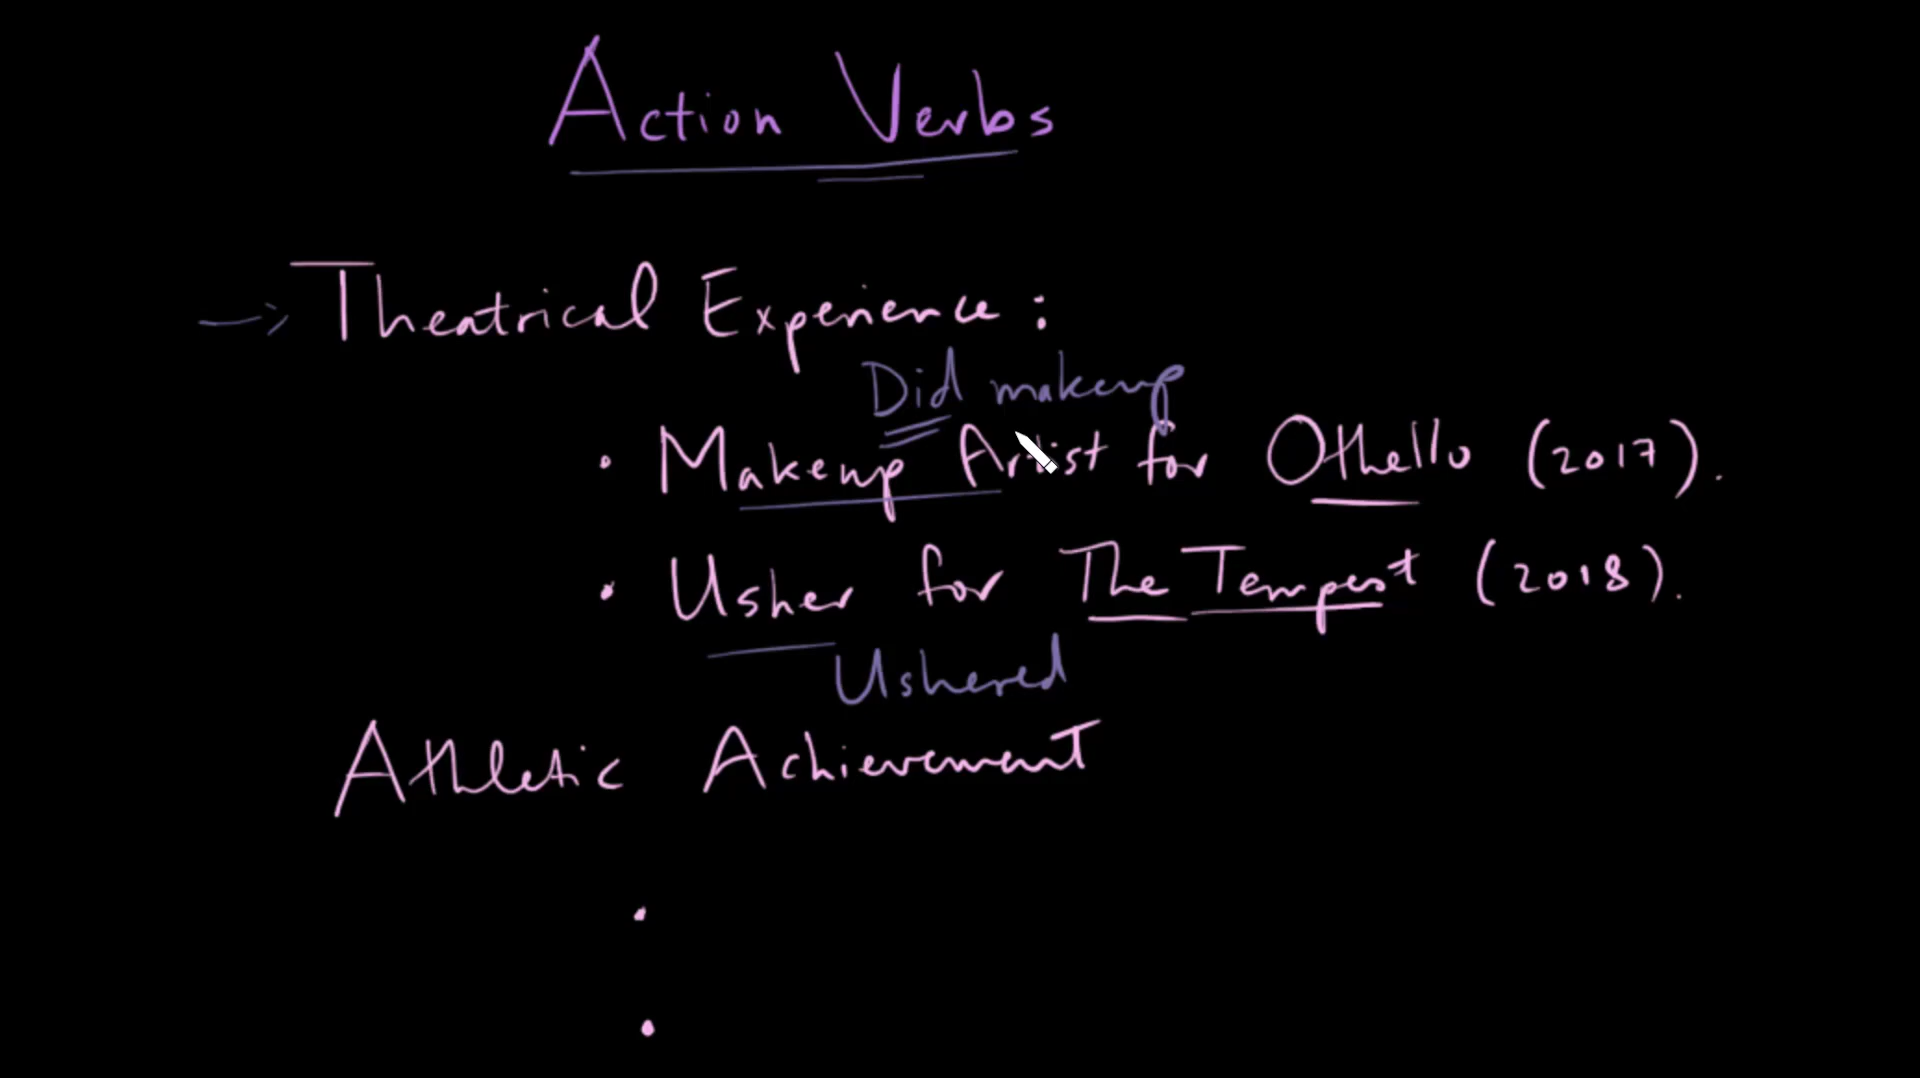 Action Verbs
Theatrical Experience:
Did makeup
• Makeup Artist for Othello (2017).
• Usher for The Tempest (2018).
Ushered
Athletic Achievement
•
•